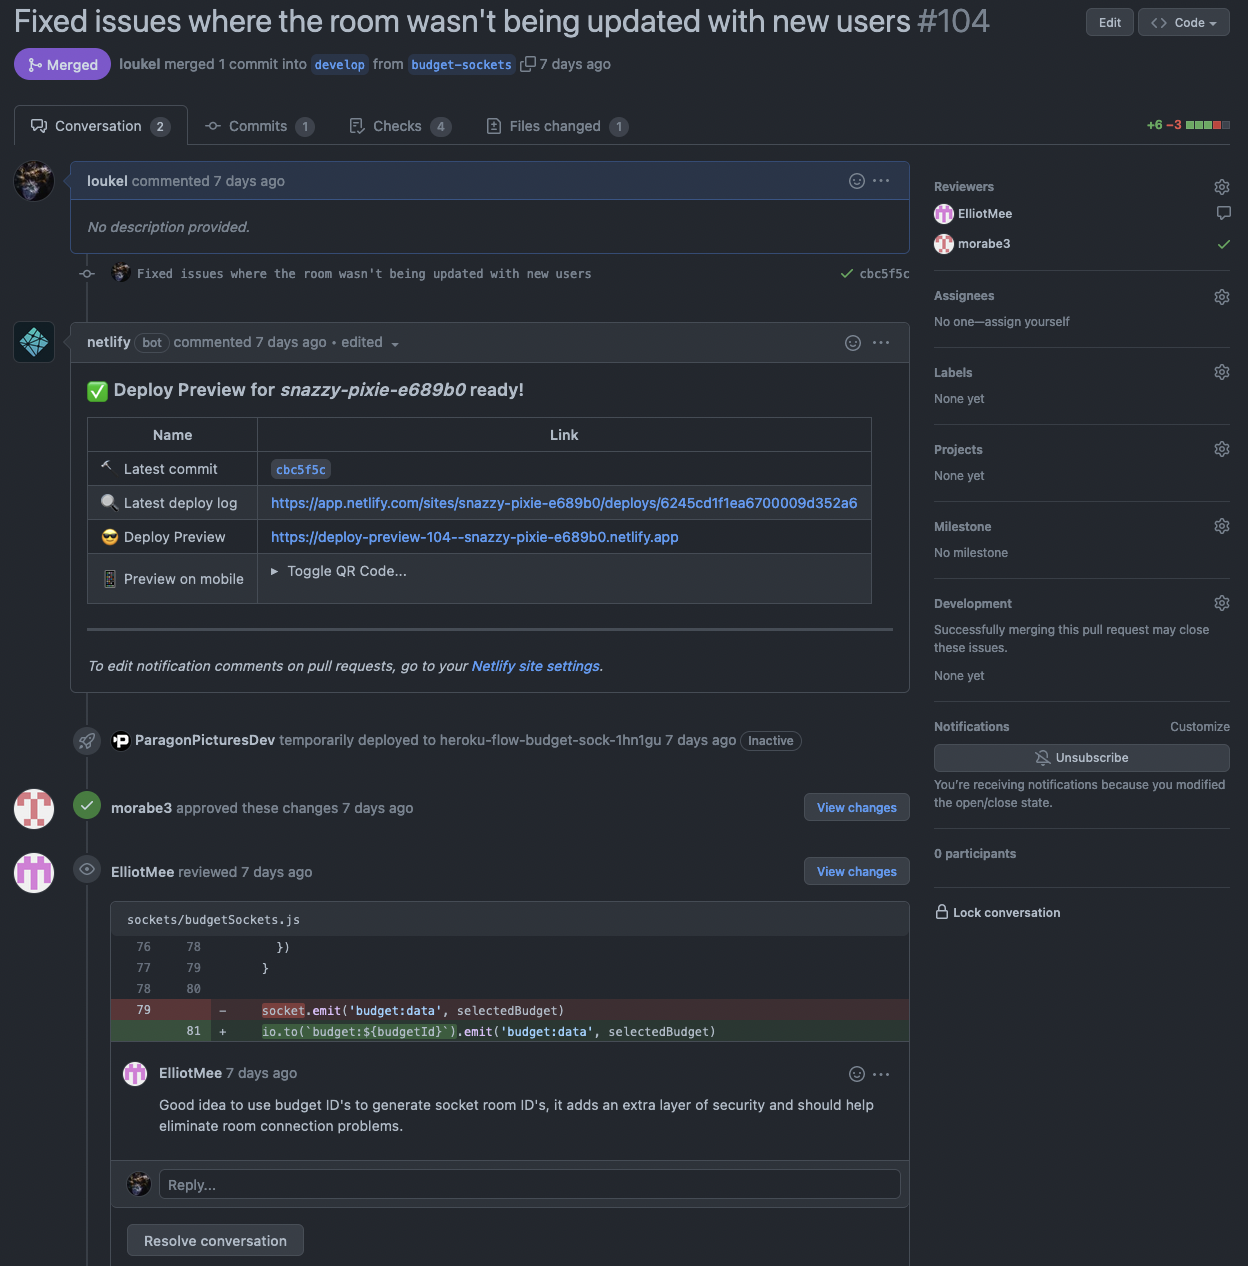 Fixed issues where the room wasn't being updated with new users #104
Edit
<> Code
Merged
loukel merged 1 commit into develop from budget-sockets 7 days ago
Conversation 2
Commits 1
Checks 4
Files changed 1
+6 −3
loukel commented 7 days ago
No description provided.
Fixed issues where the room wasn't being updated with new users
cbc5f5c
netlify bot commented 7 days ago • edited
✅ Deploy Preview for snazzy-pixie-e689b0 ready!
Name Link
Latest commit cbc5f5c
Latest deploy log https://app.netlify.com/sites/snazzy-pixie-e689b0/deploys/6245cd1f1ea6700009d352a6
Deploy Preview https://deploy-preview-104--snazzy-pixie-e689b0.netlify.app
Preview on mobile ▸ Toggle QR Code...
To edit notification comments on pull requests, go to your Netlify site settings.
ParagonPicturesDev temporarily deployed to heroku-flow-budget-sock-1hn1gu 7 days ago Inactive
morabe3 approved these changes 7 days ago
View changes
ElliotMee reviewed 7 days ago
View changes
sockets/budgetSockets.js
76 78 })
77 79 }
78 80
79 - socket.emit('budget:data', selectedBudget)
81 + io.to(`budget:${budgetId}`).emit('budget:data', selectedBudget)
ElliotMee 7 days ago
Good idea to use budget ID's to generate socket room ID's, it adds an extra layer of security and should help
eliminate room connection problems.
Reply...
Resolve conversation
Reviewers
ElliotMee
morabe3
Assignees
No one—assign yourself
Labels
None yet
Projects
None yet
Milestone
No milestone
Development
Successfully merging this pull request may close
these issues.
None yet
Notifications
Customize
Unsubscribe
You're receiving notifications because you modified
the open/close state.
0 participants
Lock conversation